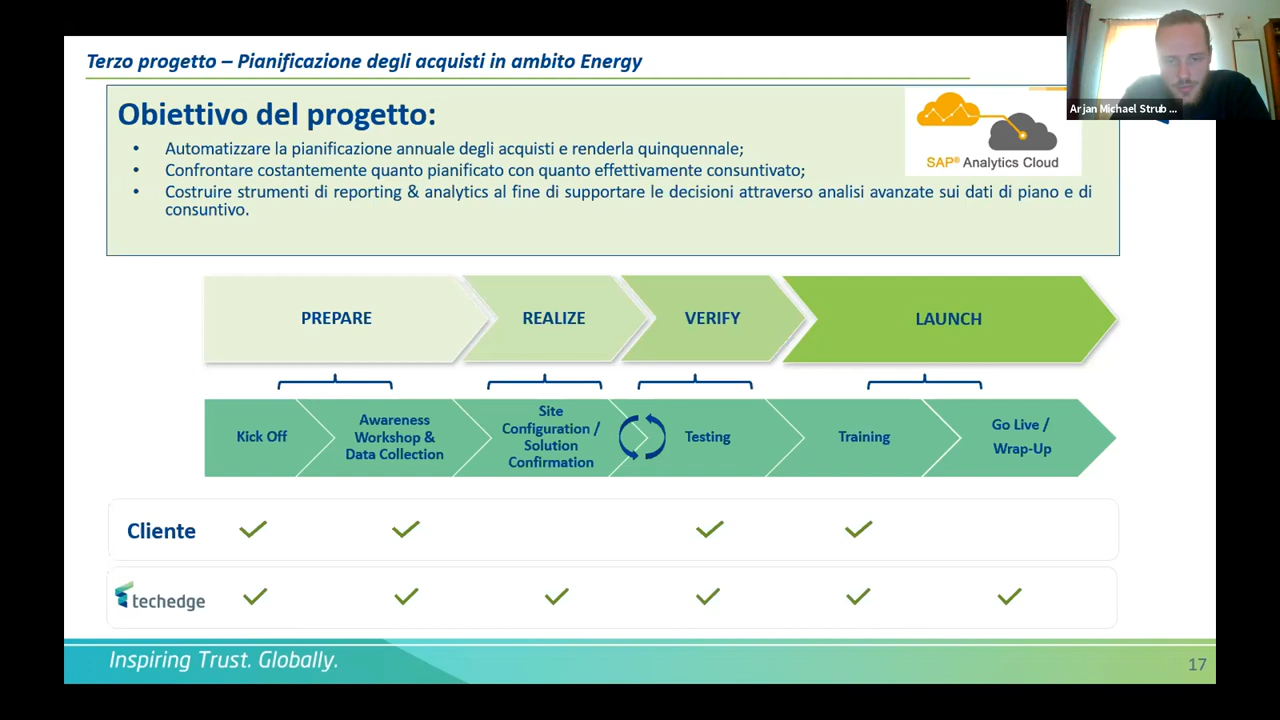 Terzo progetto – Pianificazione degli acquisti in ambito Energy
Arjan Michael Strub ...
Obiettivo del progetto:
• Automatizzare la pianificazione annuale degli acquisti e renderla quinquennale;
• Confrontare costantemente quanto pianificato con quanto effettivamente consuntivato;
• Costruire strumenti di reporting & analytics al fine di supportare le decisioni attraverso analisi avanzate sui dati di piano e di
consuntivo.
SAP® Analytics Cloud
PREPARE
REALIZE
VERIFY
LAUNCH
Kick Off
Awareness
Workshop &
Data Collection
Site
Configuration /
Solution
Confirmation
Testing
Training
Go Live /
Wrap-Up
Cliente
techedge
Inspiring Trust. Globally.
17